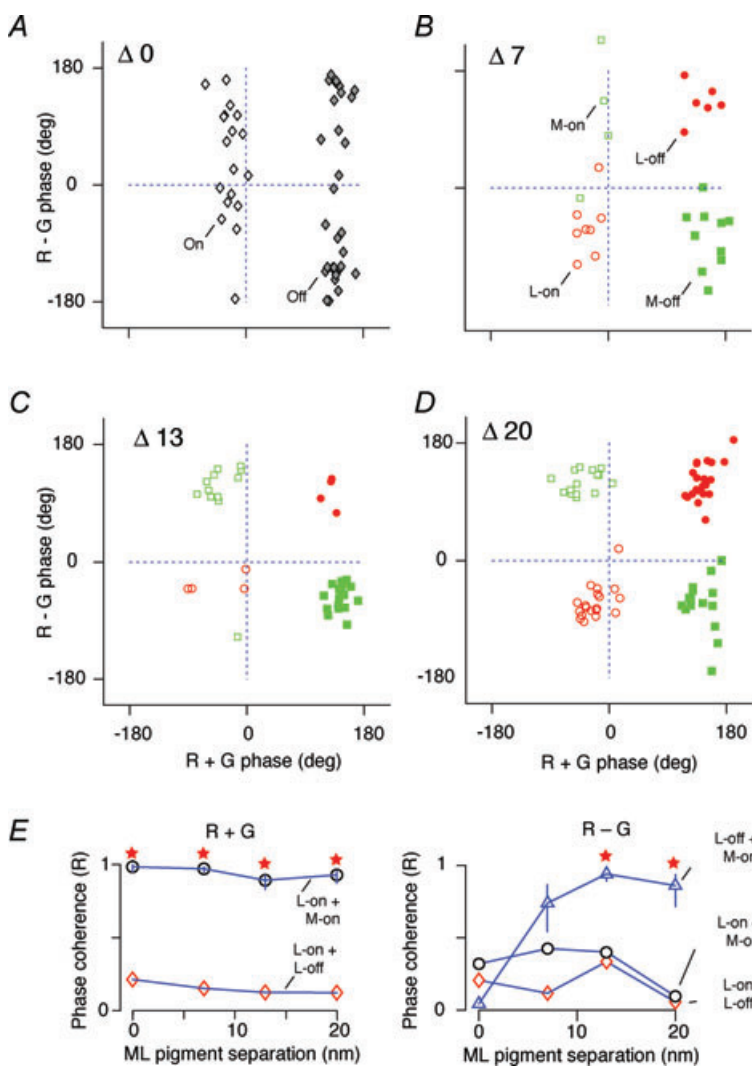 A
B
Δ 0
Δ 7
180
0
-180
R - G phase (deg)
On
Off
M-on
L-off
L-on
M-off
C
D
Δ 13
Δ 20
180
0
-180
R - G phase (deg)
180
0
-180
-180
0
180
R + G phase (deg)
-180
0
180
R + G phase (deg)
E
R + G
R – G
Phase coherence (R)
1
0
L-on +
M-on
L-on +
L-off
0
10
20
ML pigment separation (nm)
Phase coherence (R)
1
0
L-off +
M-on
L-on
M-o
L-on
L-off
0
10
20
ML pigment separation (nm)